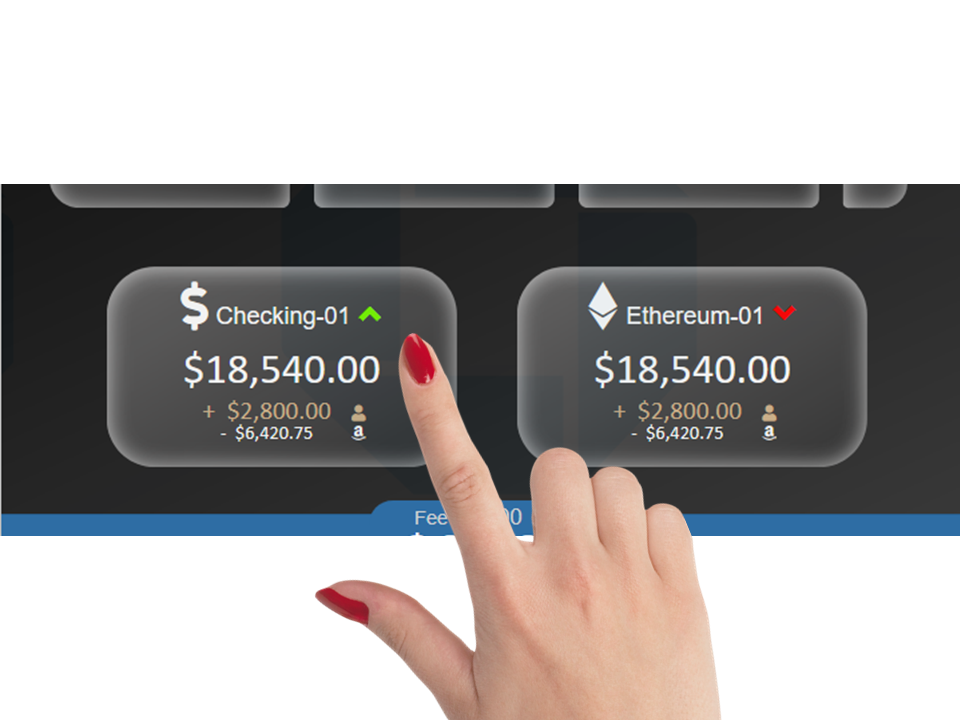 $ Checking-01
$18,540.00
+ $2,800.00
- $6,420.75 a
Ethereum-01
$18,540.00
+ $2,800.00
- $6,420.75 a